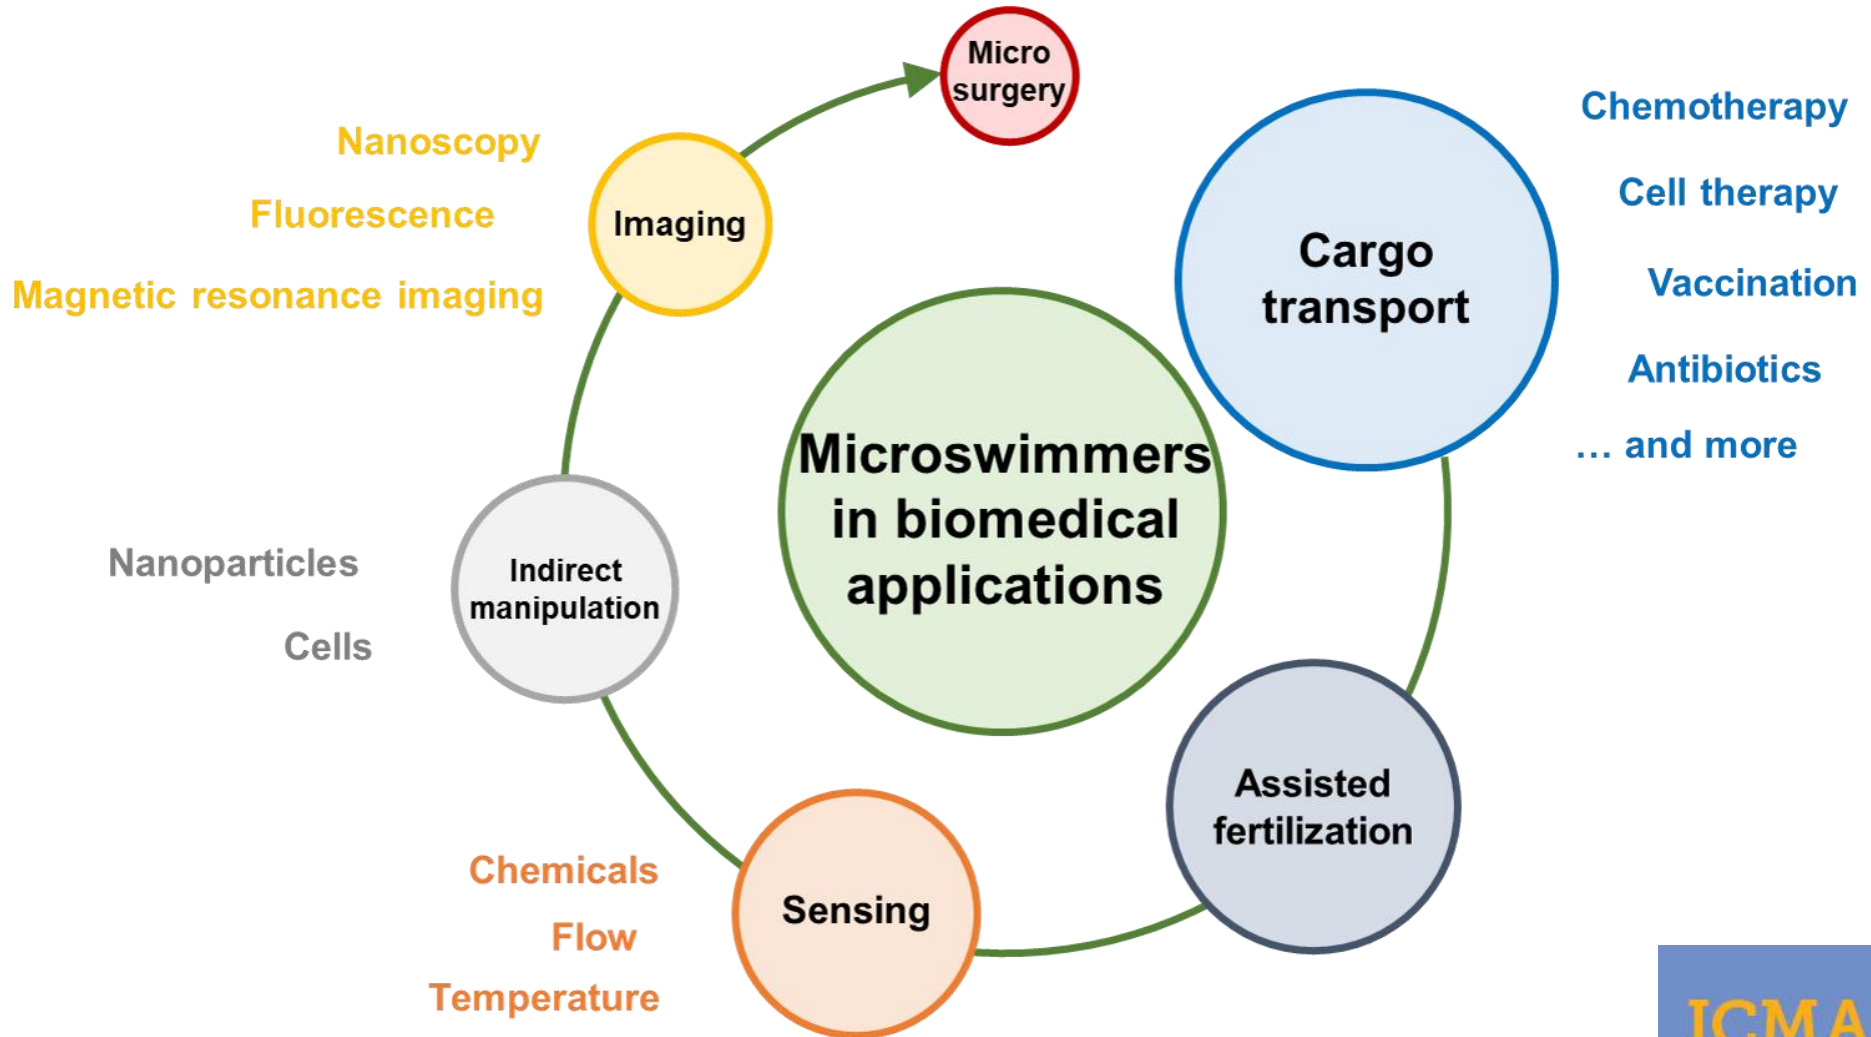 Micro
surgery
Chemotherapy
Cell therapy
Vaccination
Antibiotics
... and more
Cargo
transport
Nanoscopy
Fluorescence
Magnetic resonance imaging
Imaging
Microswimmers
in biomedical
applications
Nanoparticles
Cells
Indirect
manipulation
Assisted
fertilization
Chemicals
Flow
Temperature
Sensing
ICMA